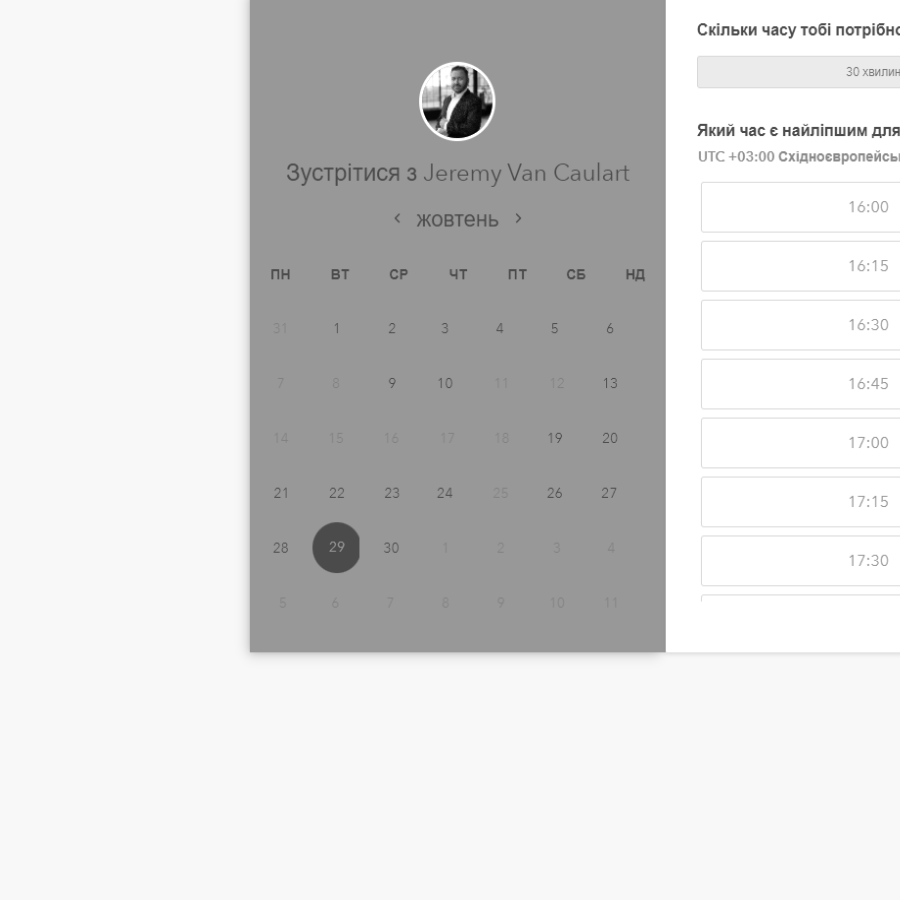 Зустрітися з Jeremy Van Caulart
жовтень
ПН ВТ СР ЧТ ПТ СБ НД
31 1 2 3 4 5 6
7 8 9 10 11 12 13
14 15 16 17 18 19 20
21 22 23 24 25 26 27
28 29 30 1 2 3 4
5 6 7 8 9 10 11
Скільки часу тобі потрібно
30 хвилин
Який час є найліпшим для
UTC +03:00 Східноєвропейсь
16:00
16:15
16:30
16:45
17:00
17:15
17:30